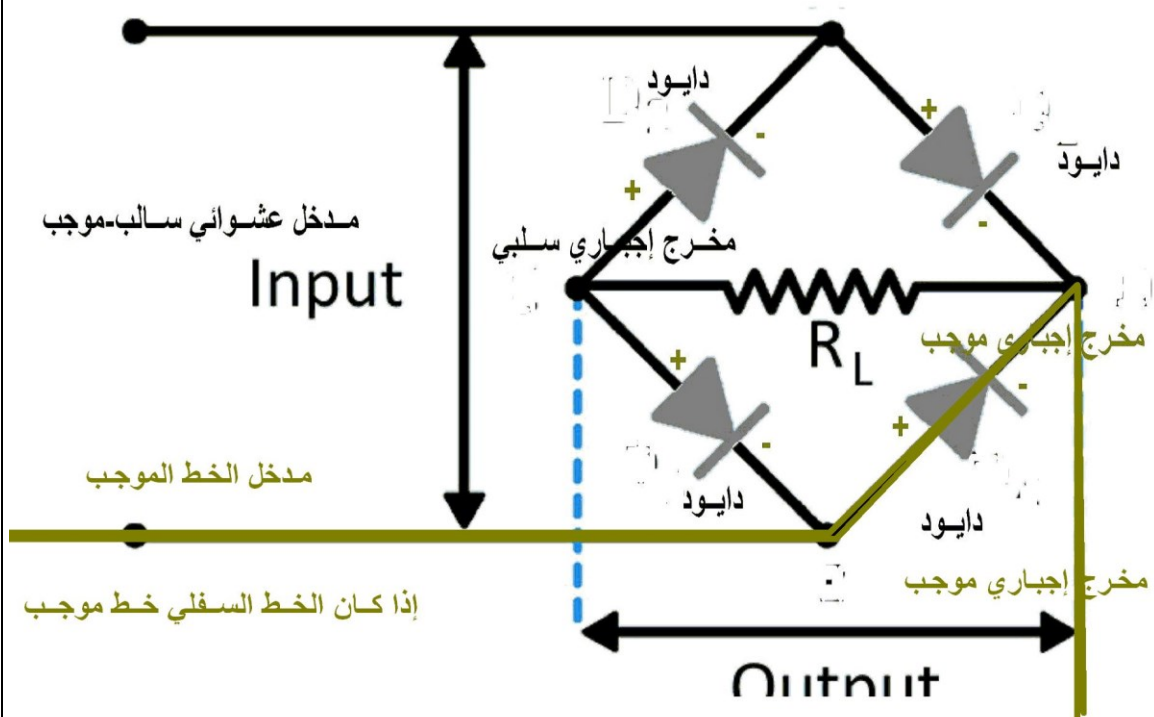 دايـود
دايـود
مـدخل عشـوائي سـالب-موجب
مخـرج إجبـاري سـلبي
Input
R L
مخرج إجباري موجب
مـدخل الخـط الموجـب
دايـود
دايـود
مخـرج إجباري موجـب
إذا كـان الخـط السـفلي خـط موجـب
Output